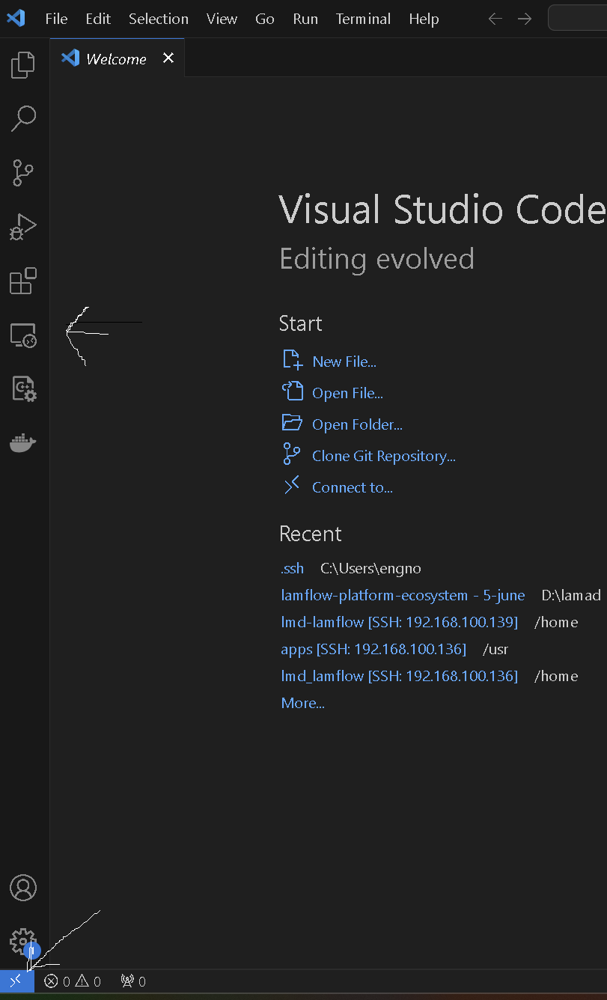 File Edit Selection View Go Run Terminal Help
Welcome
Visual Studio Code
Editing evolved
Start
New File...
Open File...
Open Folder...
Clone Git Repository...
Connect to...
Recent
.ssh C:\Users\engno
lamflow-platform-ecosystem - 5-june D:\lamad
lmd-lamflow [SSH: 192.168.100.139] /home
apps [SSH: 192.168.100.136] /usr
lmd_lamflow [SSH: 192.168.100.136] /home
More...
0 0 0